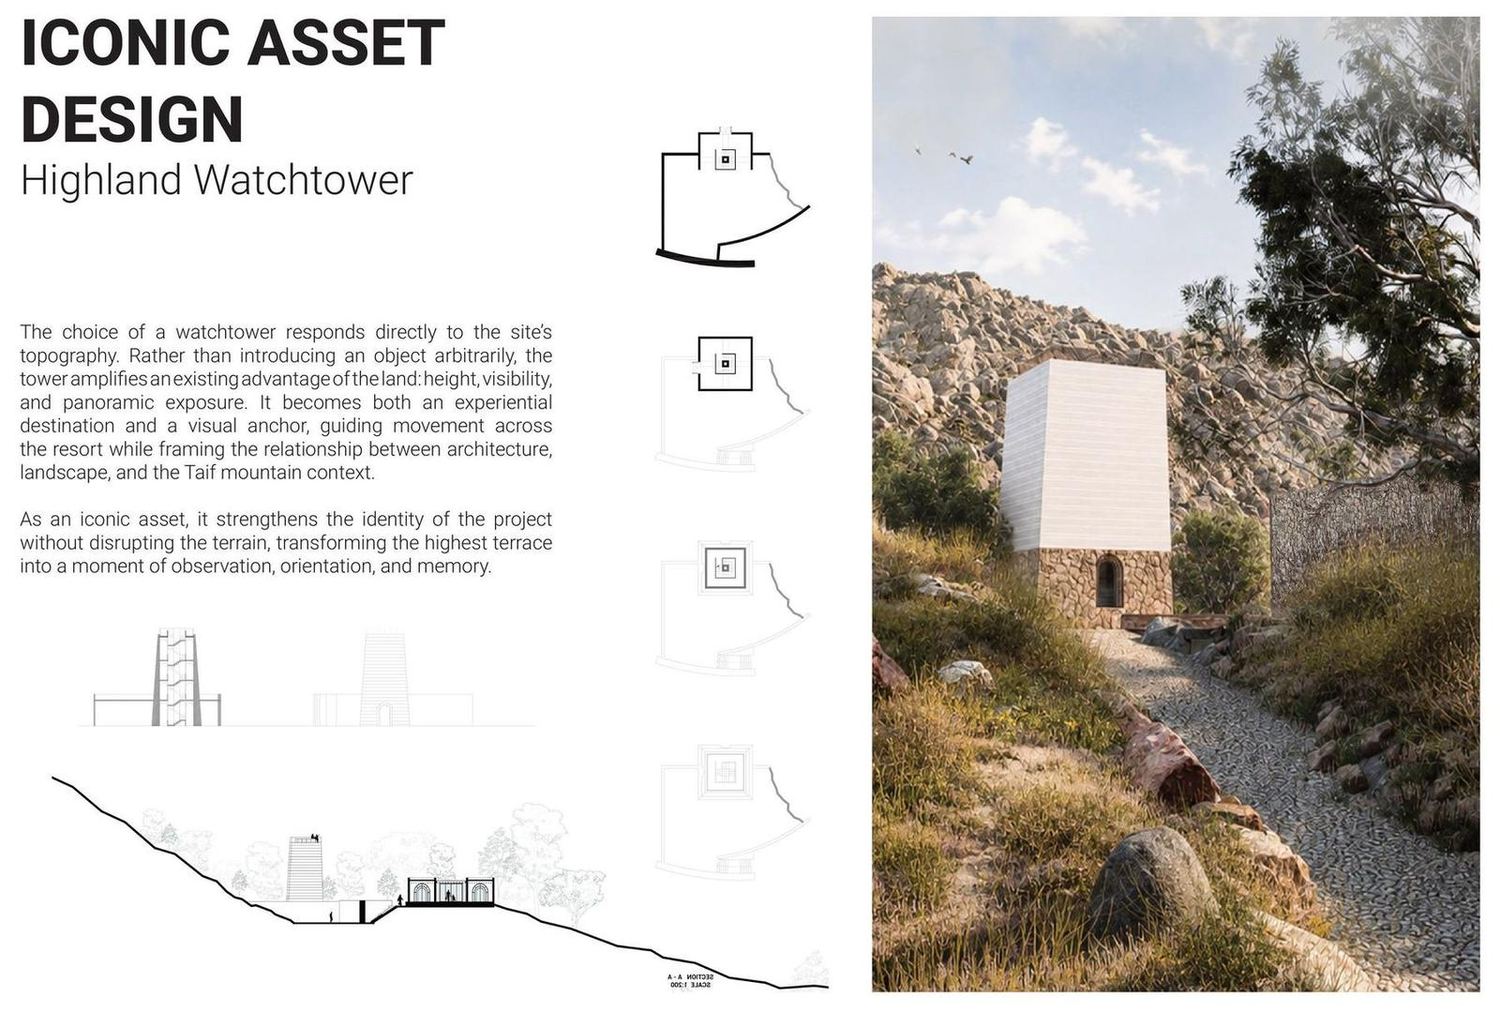 ICONIC ASSET
DESIGN
Highland Watchtower
The choice of a watchtower responds directly to the site's
topography. Rather than introducing an object arbitrarily, the
tower amplifies an existing advantage of the land: height, visibility,
and panoramic exposure. It becomes both an experiential
destination and a visual anchor, guiding movement across
the resort while framing the relationship between architecture,
landscape, and the Taif mountain context.
As an iconic asset, it strengthens the identity of the project
without disrupting the terrain, transforming the highest terrace
into a moment of observation, orientation, and memory.
SECTION A - A
SCALE 1:200